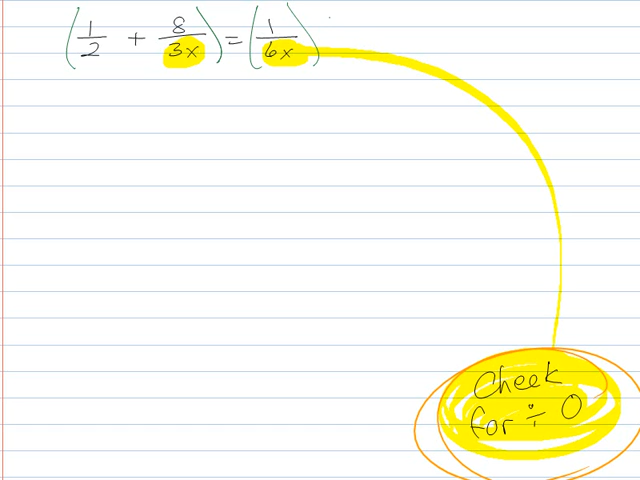 (1/2 + 8/3x) = (1/6x)
Check
for ÷ 0